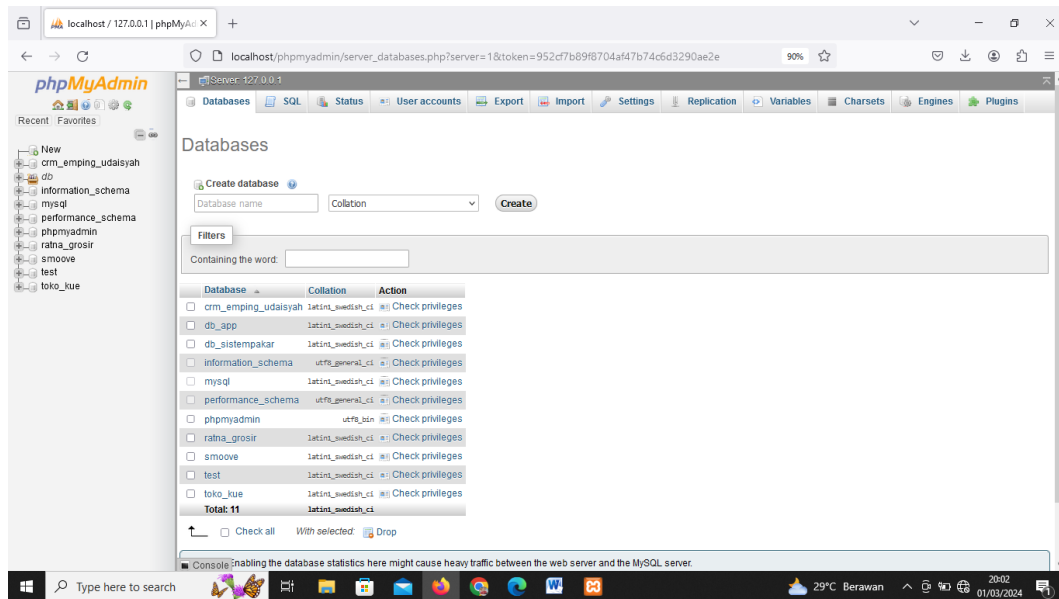 localhost / 127.0.0.1 | phpMyAd
localhost/phpmyadmin/server_databases.php?server=1&token=952cf7b89f8704af47b74c6d3290ae2e
90%
phpMyAdmin
Recent Favorites
New
crm_emping_udaisyah
db
information_schema
mysql
performance_schema
phpmyadmin
ratna_grosir
smoove
test
toko_kue
Server: 127.0.0.1
Databases SQL Status User accounts Export Import Settings Replication Variables Charsets Engines Plugins
Databases
Create database
Database name Collation Create
Filters
Containing the word:
Database Collation Action
crm_emping_udaisyah latin1_swedish_ci Check privileges
db_app latin1_swedish_ci Check privileges
db_sistempakar latin1_swedish_ci Check privileges
information_schema utf8_general_ci Check privileges
mysql latin1_swedish_ci Check privileges
performance_schema utf8_general_ci Check privileges
phpmyadmin utf8_bin Check privileges
ratna_grosir latin1_swedish_ci Check privileges
smoove latin1_swedish_ci Check privileges
test latin1_swedish_ci Check privileges
toko_kue latin1_swedish_ci Check privileges
Total: 11 latin1_swedish_ci
Check all With selected: Drop
Console nabling the database statistics here might cause heavy traffic between the web server and the MySQL server.
Type here to search
29°C Berawan
20:02
01/03/2024